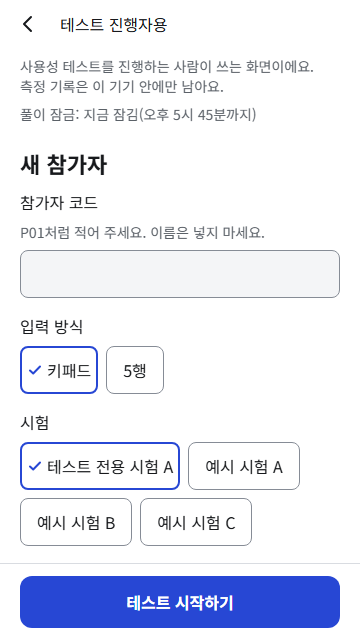 테스트 진행자용
사용성 테스트를 진행하는 사람이 쓰는 화면이에요.
측정 기록은 이 기기 안에만 남아요.
풀이 잠금: 지금 잠김(오후 5시 45분까지)
새 참가자
참가자 코드
P01처럼 적어 주세요. 이름은 넣지 마세요.
입력 방식
키패드 5행
시험
테스트 전용 시험 A 예시 시험 A
예시 시험 B 예시 시험 C
테스트 시작하기